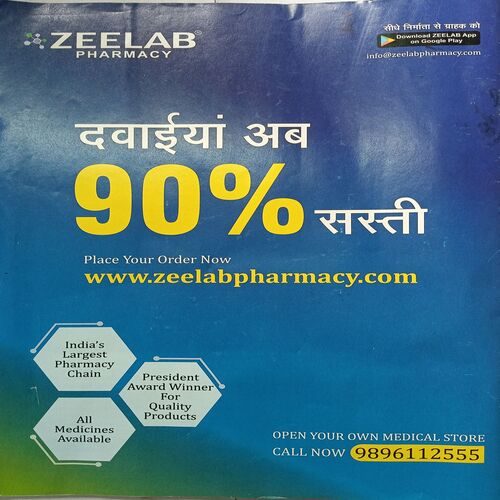 ZEELAB®
PHARMACY
सीधे निर्माता से ग्राहक को
Download ZEELAB App
on Google Play
info@zeelabpharmacy.com
दवाईयां अब
90% सस्ती
Place Your Order Now
www.zeelabpharmacy.com
India's
Largest
Pharmacy
Chain
President
Award Winner
For
Quality
Products
All
Medicines
Available
OPEN YOUR OWN MEDICAL STORE
CALL NOW 9896112555